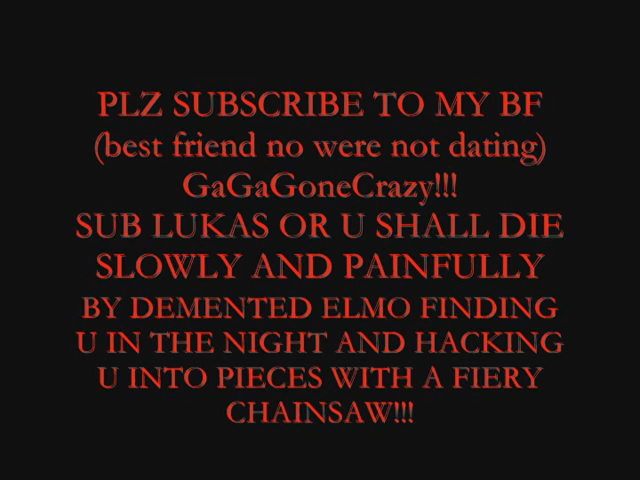 PLZ SUBSCRIBE TO MY BF
(best friend no were not dating)
GaGaGoneCrazy!!!
SUB LUKAS OR U SHALL DIE
SLOWLY AND PAINFULLY
BY DEMENTED ELMO FINDING
U IN THE NIGHT AND HACKING
U INTO PIECES WITH A FIERY
CHAINSAW!!!